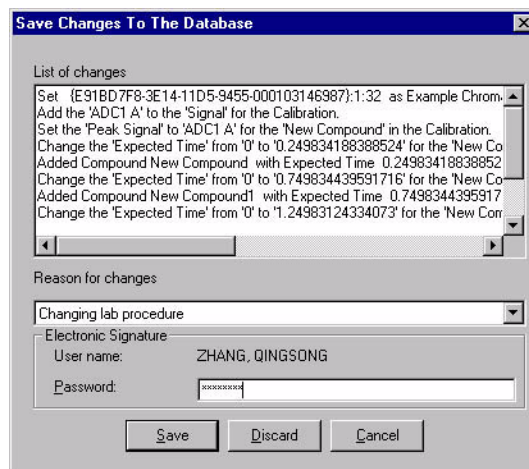 Save Changes To The Database
List of changes
Set {E91BD7F8-3E14-11D5-9455-000103146987}:1:32 as Example Chrom
Add the 'ADC1 A' to the 'Signal' for the Calibration.
Set the 'Peak Signal' to 'ADC1 A' for the 'New Compound' in the Calibration.
Change the 'Expected Time' from '0' to '0.249834188388524' for the 'New Co
Added Compound New Compound with Expected Time 0.24983418838852
Change the 'Expected Time' from '0' to '0.749834439591716' for the 'New Co
Added Compound New Compound1 with Expected Time 0.7498344395917
Change the 'Expected Time' from '0' to '1.24983124334073' for the 'New Com
Reason for changes
Changing lab procedure
Electronic Signature
User name: ZHANG, QINGSONG
Password: ********
Save Discard Cancel